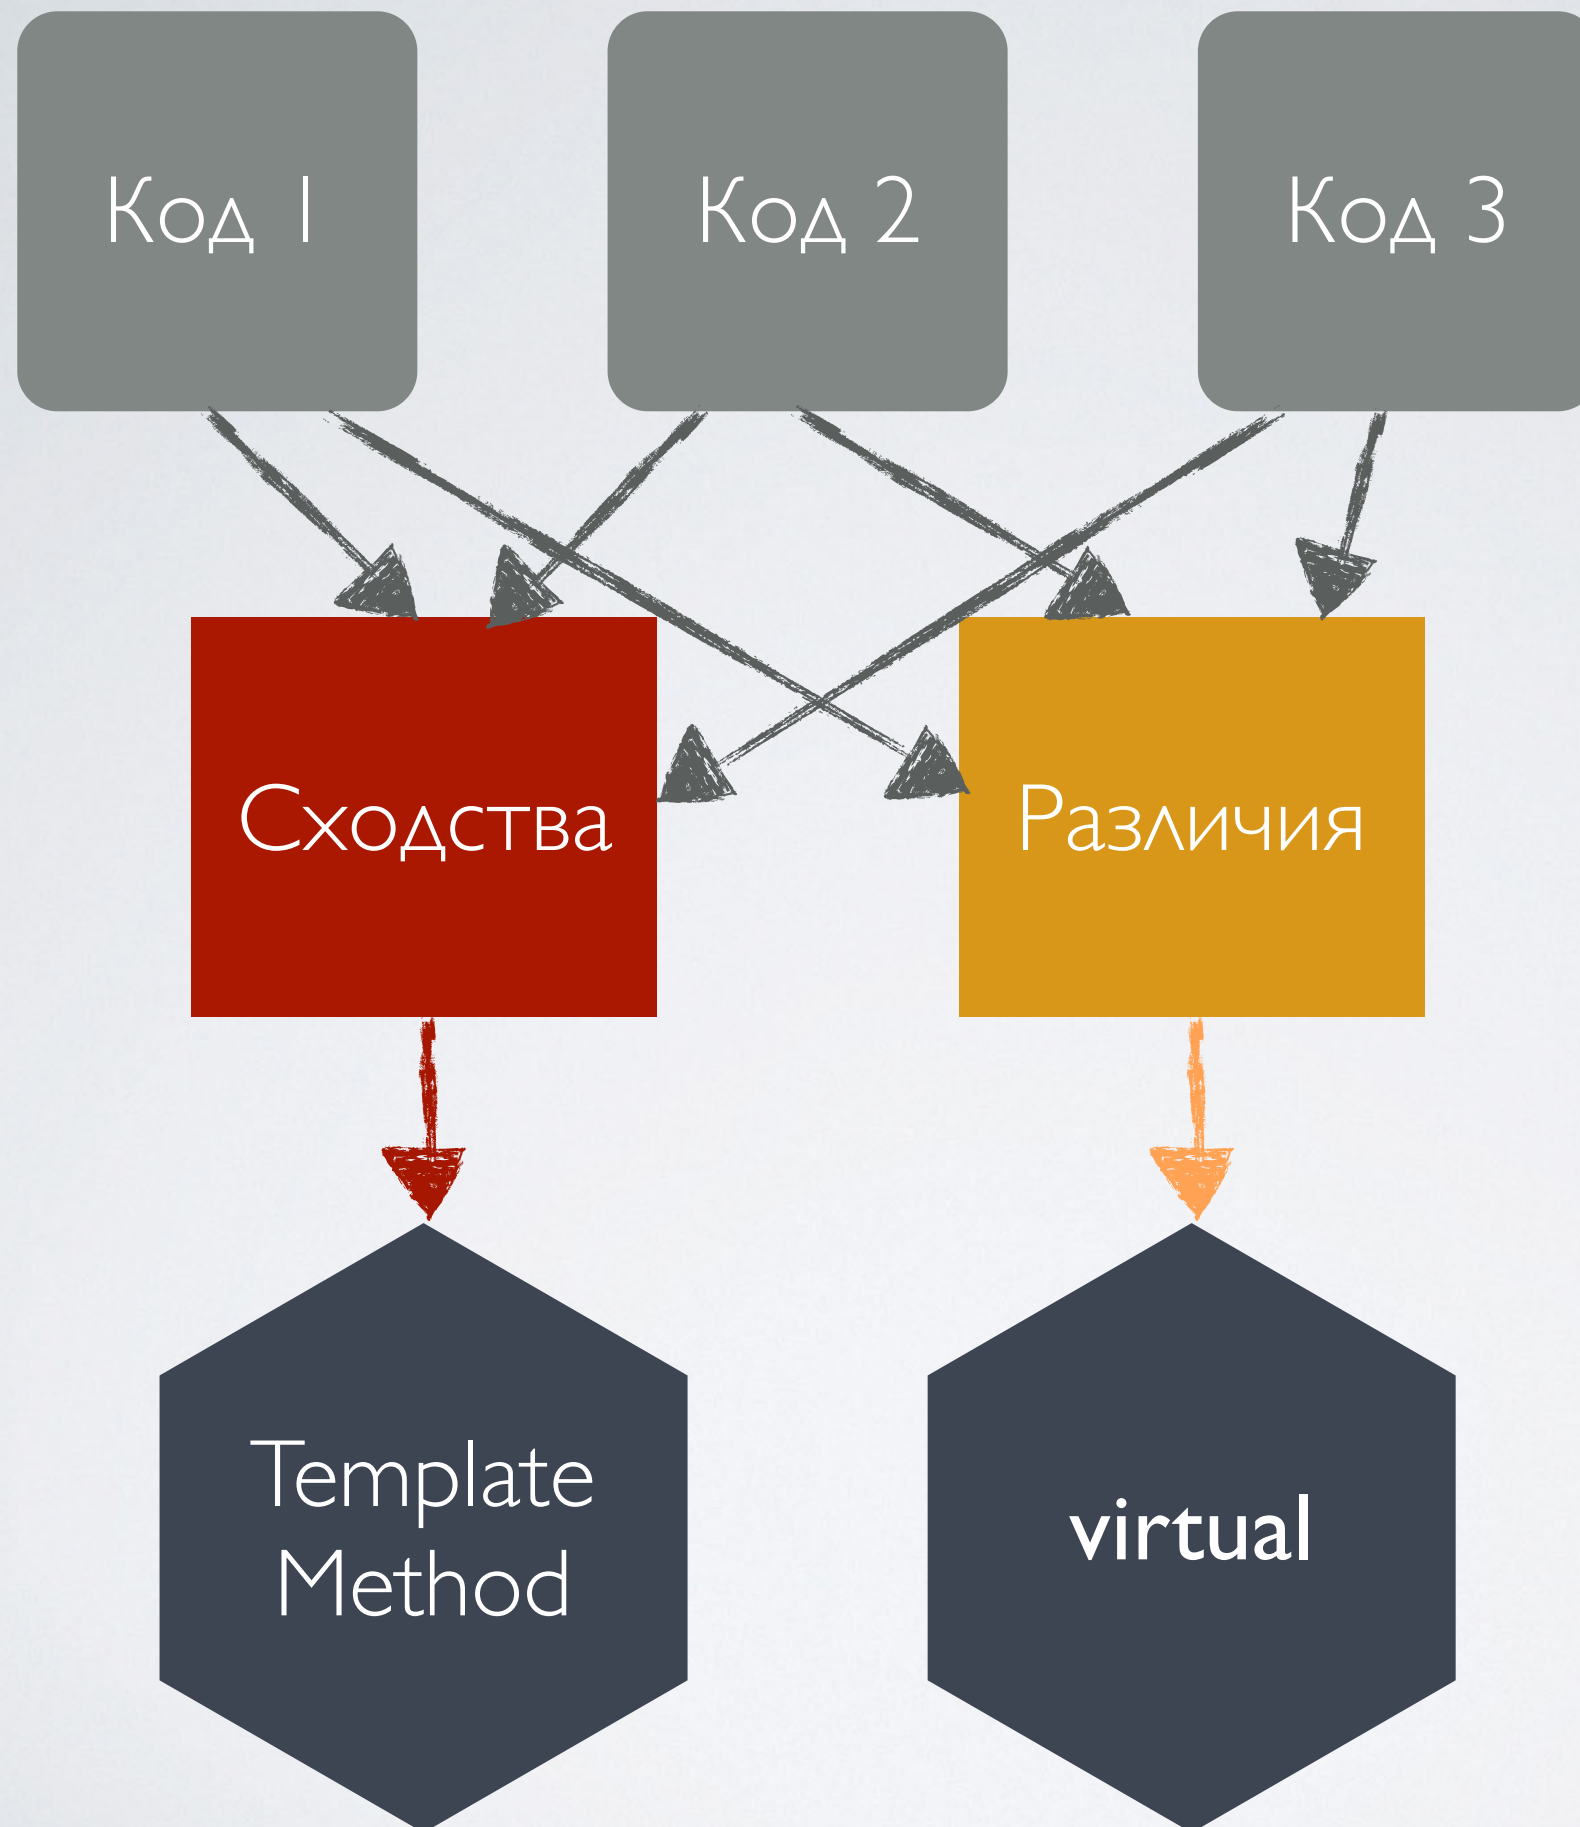 Код 1
Код 2
Код 3
Сходства
Различия
Template
Method
virtual